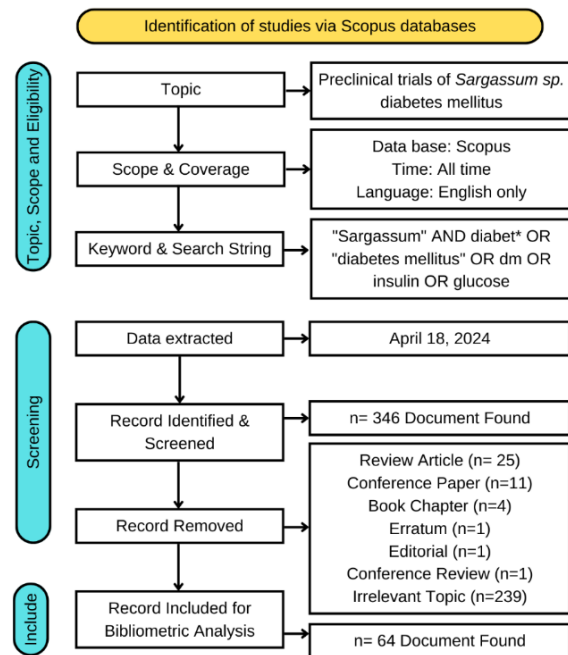 Identification of studies via Scopus databases
Topic, Scope and Eligibility
Topic
Preclinical trials of Sargassum sp.
diabetes mellitus
Scope & Coverage
Data base: Scopus
Time: All time
Language: English only
Keyword & Search String
"Sargassum" AND diabet* OR
"diabetes mellitus" OR dm OR
insulin OR glucose
Screening
Data extracted
April 18, 2024
Record Identified &
Screened
n= 346 Document Found
Record Removed
Review Article (n= 25)
Conference Paper (n=11)
Book Chapter (n=4)
Erratum (n=1)
Editorial (n=1)
Conference Review (n=1)
Irrelevant Topic (n=239)
Include
Record Included for
Bibliometric Analysis
n= 64 Document Found